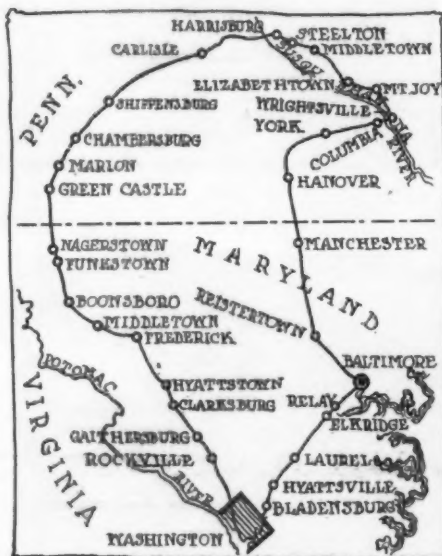 HARRISBURG
STEELTON
MIDDLETOWN
CARLISLE
SUSQUEHANNA
RIVER
ELIZABETHTOWN
MT. JOY
PENN.
SHIPPENSBURG
WRIGHTSVILLE
YORK
COLUMBIA
CHAMBERSBURG
MARION
HANOVER
GREEN CASTLE
HAGERSTOWN
MANCHESTER
FUNKSTOWN
MARYLAND
BOONSBORO
REISTERTOWN
MIDDLETOWN
FREDERICK
BALTIMORE
POTOMAC
RIVER
HYATTSTOWN
RELAY
CLARKSBURG
ELKRIDGE
VIRGINIA
GAITHERSBURG
ROCKVILLE
LAUREL
HYATTSVILLE
BLADENSBURG
WASHINGTON